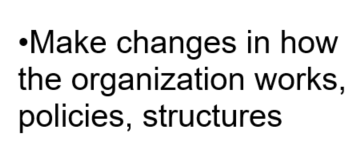 •Make changes in how
the organization works,
policies, structures